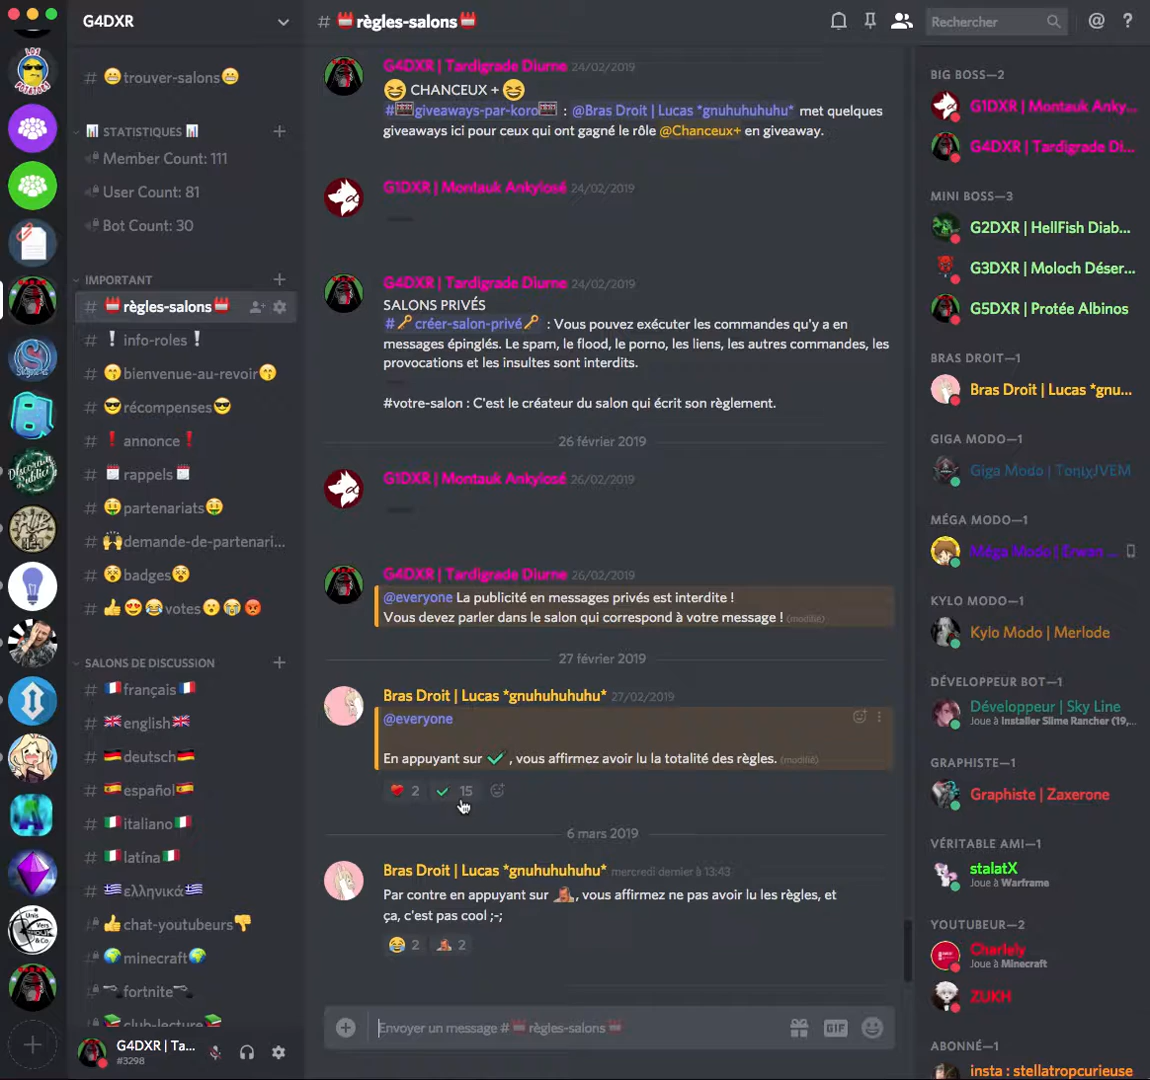 G4DXR
# trouver-salons
STATISTIQUES
Member Count: 111
User Count: 81
Bot Count: 30
IMPORTANT
# règles-salons
# info-roles
# bienvenue-au-revoir
# récompenses
# annonce
# rappels
# partenariats
# demande-de-partenari...
# badges
# votes
SALONS DE DISCUSSION
# français
# english
# deutsch
# español
# italiano
# latína
# ελληνικά
# chat-youtubeurs
# minecraft
# fortnite
# club-lecture
G4DXR | Ta...
#3298
# règles-salons
Rechercher
G4DXR | Tardigrade Diurne 24/02/2019
CHANCEUX +
# giveaways-par-koro : @Bras Droit | Lucas *gnuhuhuhuhu* met quelques
giveaways ici pour ceux qui ont gagné le rôle @Chanceux+ en giveaway.
G1DXR | Montauk Ankylosé 24/02/2019
G4DXR | Tardigrade Diurne 24/02/2019
SALONS PRIVÉS
# créer-salon-privé : Vous pouvez exécuter les commandes qu'y a en
messages épinglés. Le spam, le flood, le porno, les liens, les autres commandes, les
provocations et les insultes sont interdits.
#votre-salon : C'est le créateur du salon qui écrit son règlement.
26 février 2019
G1DXR | Montauk Ankylosé 26/02/2019
G4DXR | Tardigrade Diurne 26/02/2019
@everyone La publicité en messages privés est interdite !
Vous devez parler dans le salon qui correspond à votre message ! (modifié)
27 février 2019
Bras Droit | Lucas *gnuhuhuhuhu* 27/02/2019
@everyone
En appuyant sur ✓, vous affirmez avoir lu la totalité des règles. (modifié)
2 15
6 mars 2019
Bras Droit | Lucas *gnuhuhuhuhu* mercredi dernier à 13:43
Par contre en appuyant sur , vous affirmez ne pas avoir lu les règles, et
ça, c'est pas cool ;-;
2 2
Envoyer un message # règles-salons
GIF
BIG BOSS—2
G1DXR | Montauk Anky...
G4DXR | Tardigrade Di...
MINI BOSS—3
G2DXR | HellFish Diab...
G3DXR | Moloch Déser...
G5DXR | Protée Albinos
BRAS DROIT—1
Bras Droit | Lucas *gnu...
GIGA MODO—1
Giga Modo | ToniχJVEM
MÉGA MODO—1
Méga Modo | Erwan ...
KYLO MODO—1
Kylo Modo | Merlode
DÉVELOPPEUR BOT—1
Développeur | Sky Line
Joue à Installer Slime Rancher (19,...
GRAPHISTE—1
Graphiste | Zaxerone
VÉRITABLE AMI—1
stalatX
Joue à Warframe
YOUTUBEUR—2
Charlely
Joue à Minecraft
ZUKH
ABONNÉ—1
insta : stellatropcurieuse